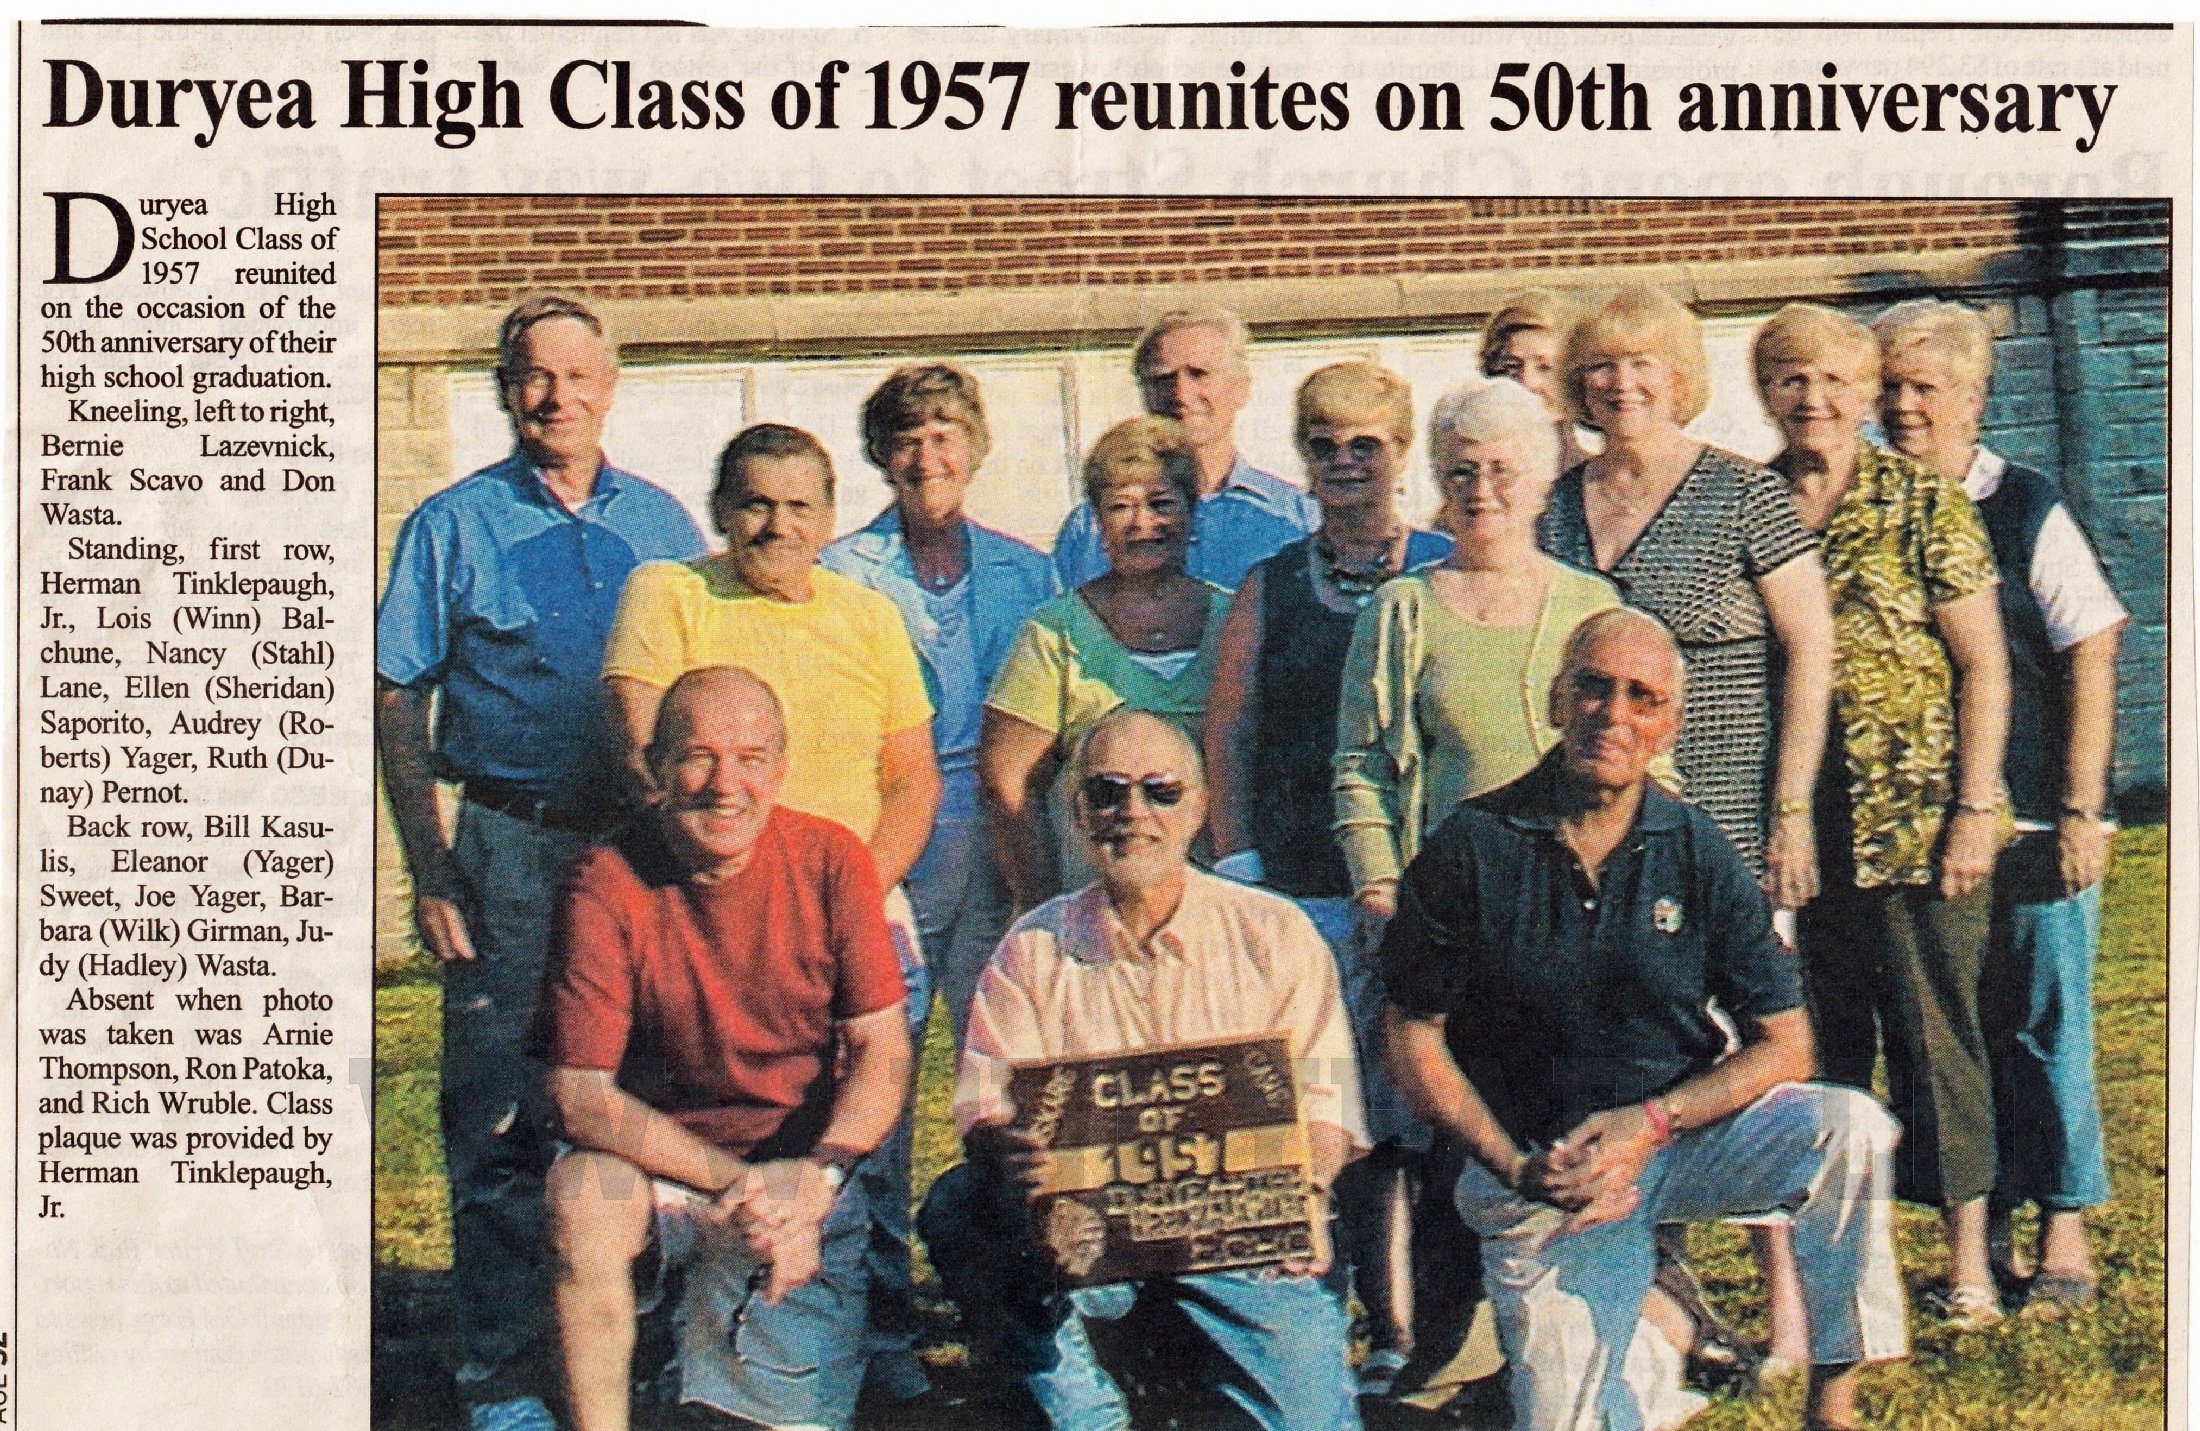 Duryea High Class of 1957 reunites on 50th anniversary
Duryea High
School Class of
1957 reunited
on the occasion of the
50th anniversary of their
high school graduation.
Kneeling, left to right,
Bernie Lazevnick,
Frank Scavo and Don
Wasta.
Standing, first row,
Herman Tinklepaugh,
Jr., Lois (Winn) Bal-
chune, Nancy (Stahl)
Lane, Ellen (Sheridan)
Saporito, Audrey (Ro-
berts) Yager, Ruth (Du-
nay) Pernot.
Back row, Bill Kasu-
lis, Eleanor (Yager)
Sweet, Joe Yager, Bar-
bara (Wilk) Girman, Ju-
dy (Hadley) Wasta.
Absent when photo
was taken was Arnie
Thompson, Ron Patoka,
and Rich Wruble. Class
plaque was provided by
Herman Tinklepaugh,
Jr.
CLASS
OF
1957